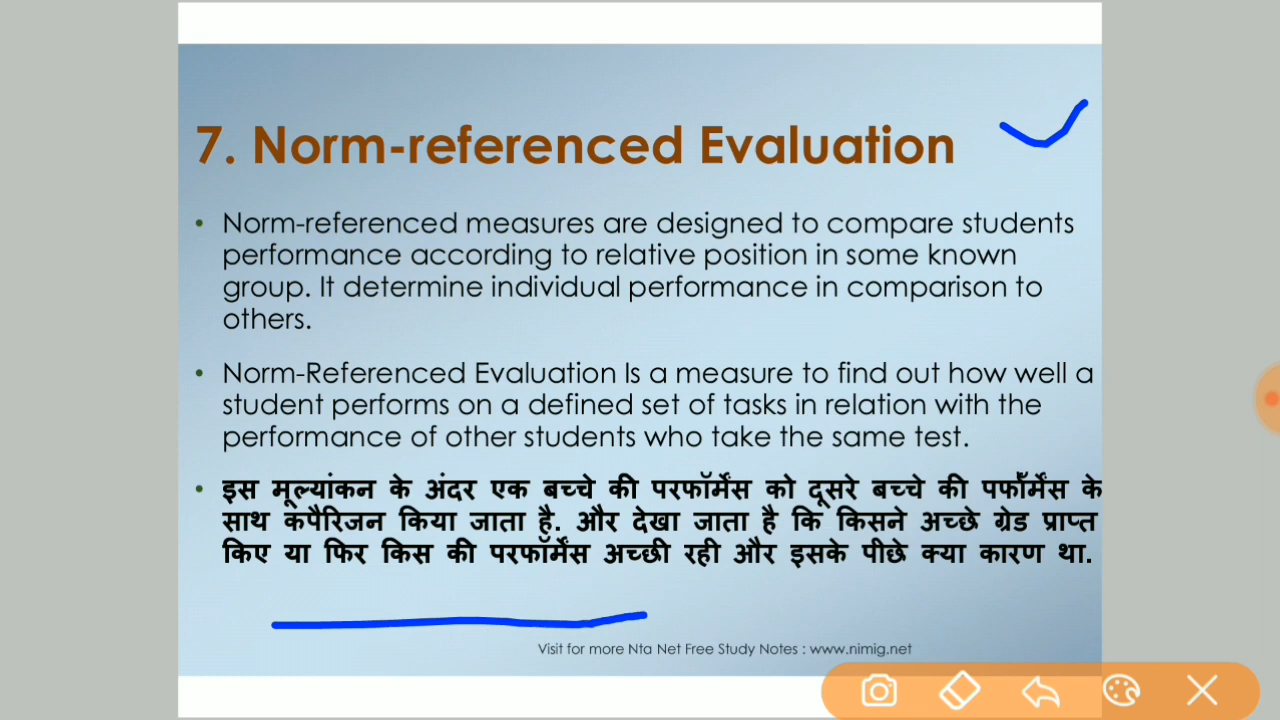 7. Norm-referenced Evaluation
• Norm-referenced measures are designed to compare students
performance according to relative position in some known
group. It determine individual performance in comparison to
others.
• Norm-Referenced Evaluation Is a measure to find out how well a
student performs on a defined set of tasks in relation with the
performance of other students who take the same test.
• इस मूल्यांकन के अंदर एक बच्चे की परफॉर्मेंस को दूसरे बच्चे की पर्फॉर्मेंस के
साथ कंपैरिजन किया जाता है. और देखा जाता है कि किसने अच्छे ग्रेड प्राप्त
किए या फिर किस की परफॉर्मेंस अच्छी रही और इसके पीछे क्या कारण था.
Visit for more Nta Net Free Study Notes : www.nimig.net